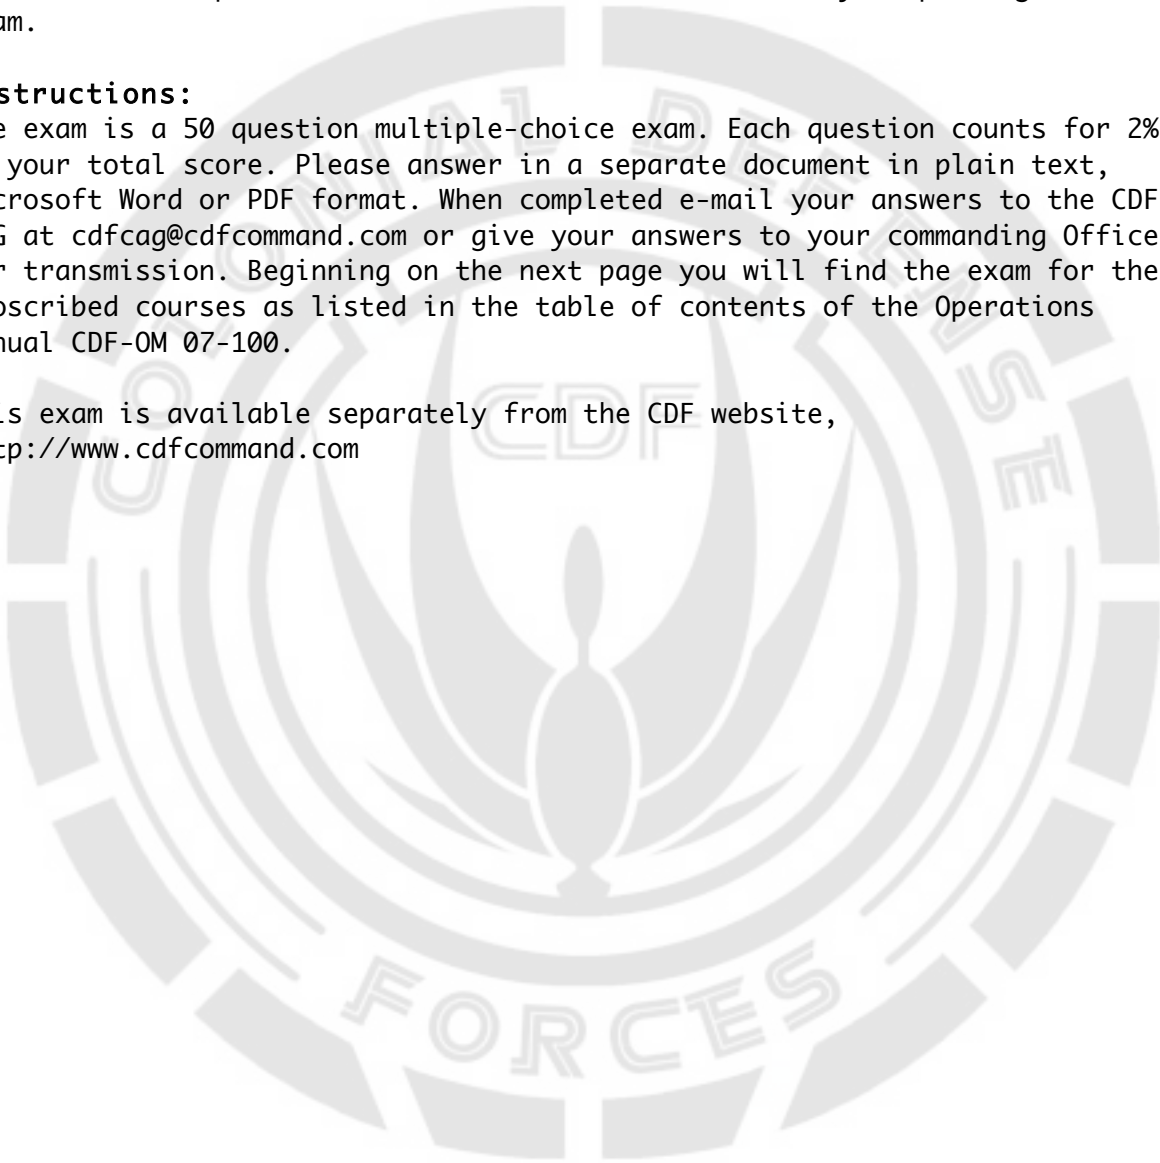 am.
structions:
e exam is a 50 question multiple-choice exam. Each question counts for 2%
your total score. Please answer in a separate document in plain text,
crosoft Word or PDF format. When completed e-mail your answers to the CDF
G at cdfcag@cdfcommand.com or give your answers to your commanding Office
r transmission. Beginning on the next page you will find the exam for the
bscribed courses as listed in the table of contents of the Operations
nual CDF-OM 07-100.
is exam is available separately from the CDF website,
tp://www.cdfcommand.com
COLONIAL DEFENSE
CDF
FORCES